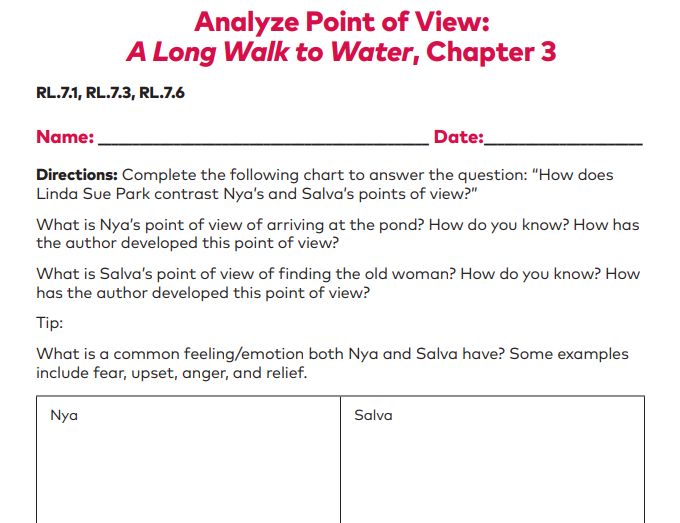 Analyze Point of View:
A Long Walk to Water, Chapter 3
RL.7.1, RL.7.3, RL.7.6
Name: ______________________________________ Date:____________________
Directions: Complete the following chart to answer the question: “How does
Linda Sue Park contrast Nya’s and Salva’s points of view?”
What is Nya’s point of view of arriving at the pond? How do you know? How has
the author developed this point of view?
What is Salva’s point of view of finding the old woman? How do you know? How
has the author developed this point of view?
Tip:
What is a common feeling/emotion both Nya and Salva have? Some examples
include fear, upset, anger, and relief.
Nya
Salva